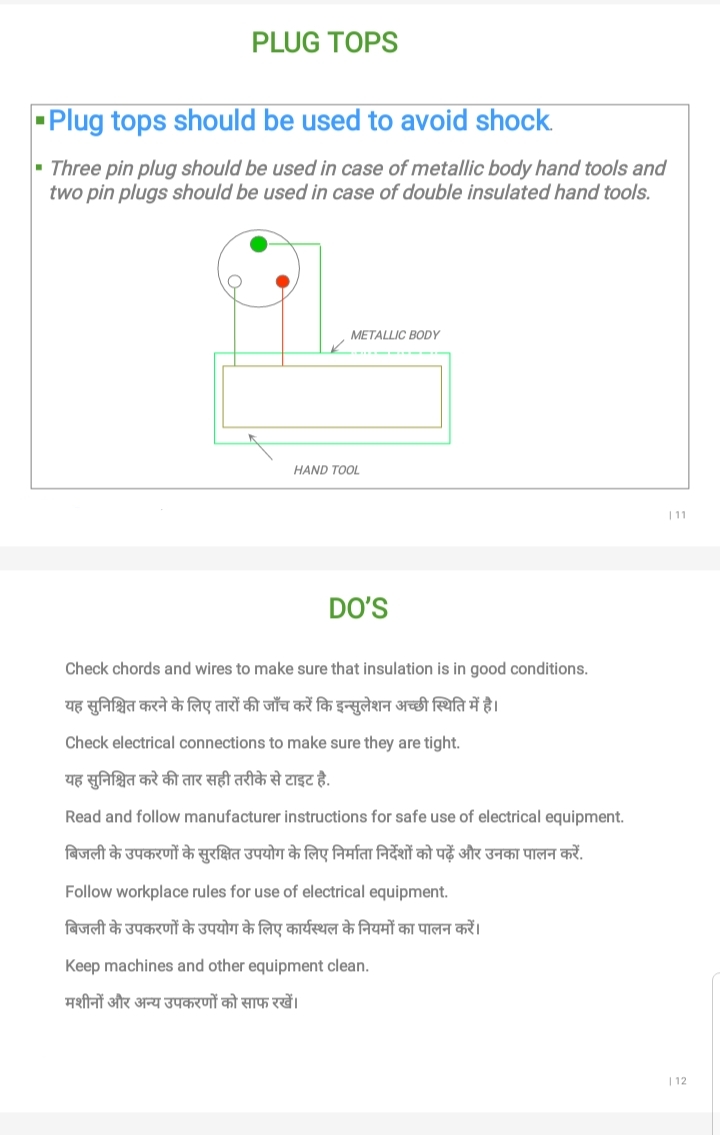 PLUG TOPS
Plug tops should be used to avoid shock.
Three pin plug should be used in case of metallic body hand tools and
two pin plugs should be used in case of double insulated hand tools.
METALLIC BODY
HAND TOOL
| 11
DO'S
Check chords and wires to make sure that insulation is in good conditions.
यह सुनिश्चित करने के लिए तारों की जाँच करें कि इन्सुलेशन अच्छी स्थिति में है।
Check electrical connections to make sure they are tight.
यह सुनिश्चित करे की तार सही तरीके से टाइट है.
Read and follow manufacturer instructions for safe use of electrical equipment.
बिजली के उपकरणों के सुरक्षित उपयोग के लिए निर्माता निर्देशों को पढ़ें और उनका पालन करें.
Follow workplace rules for use of electrical equipment.
बिजली के उपकरणों के उपयोग के लिए कार्यस्थल के नियमों का पालन करें।
Keep machines and other equipment clean.
मशीनों और अन्य उपकरणों को साफ रखें।
| 12